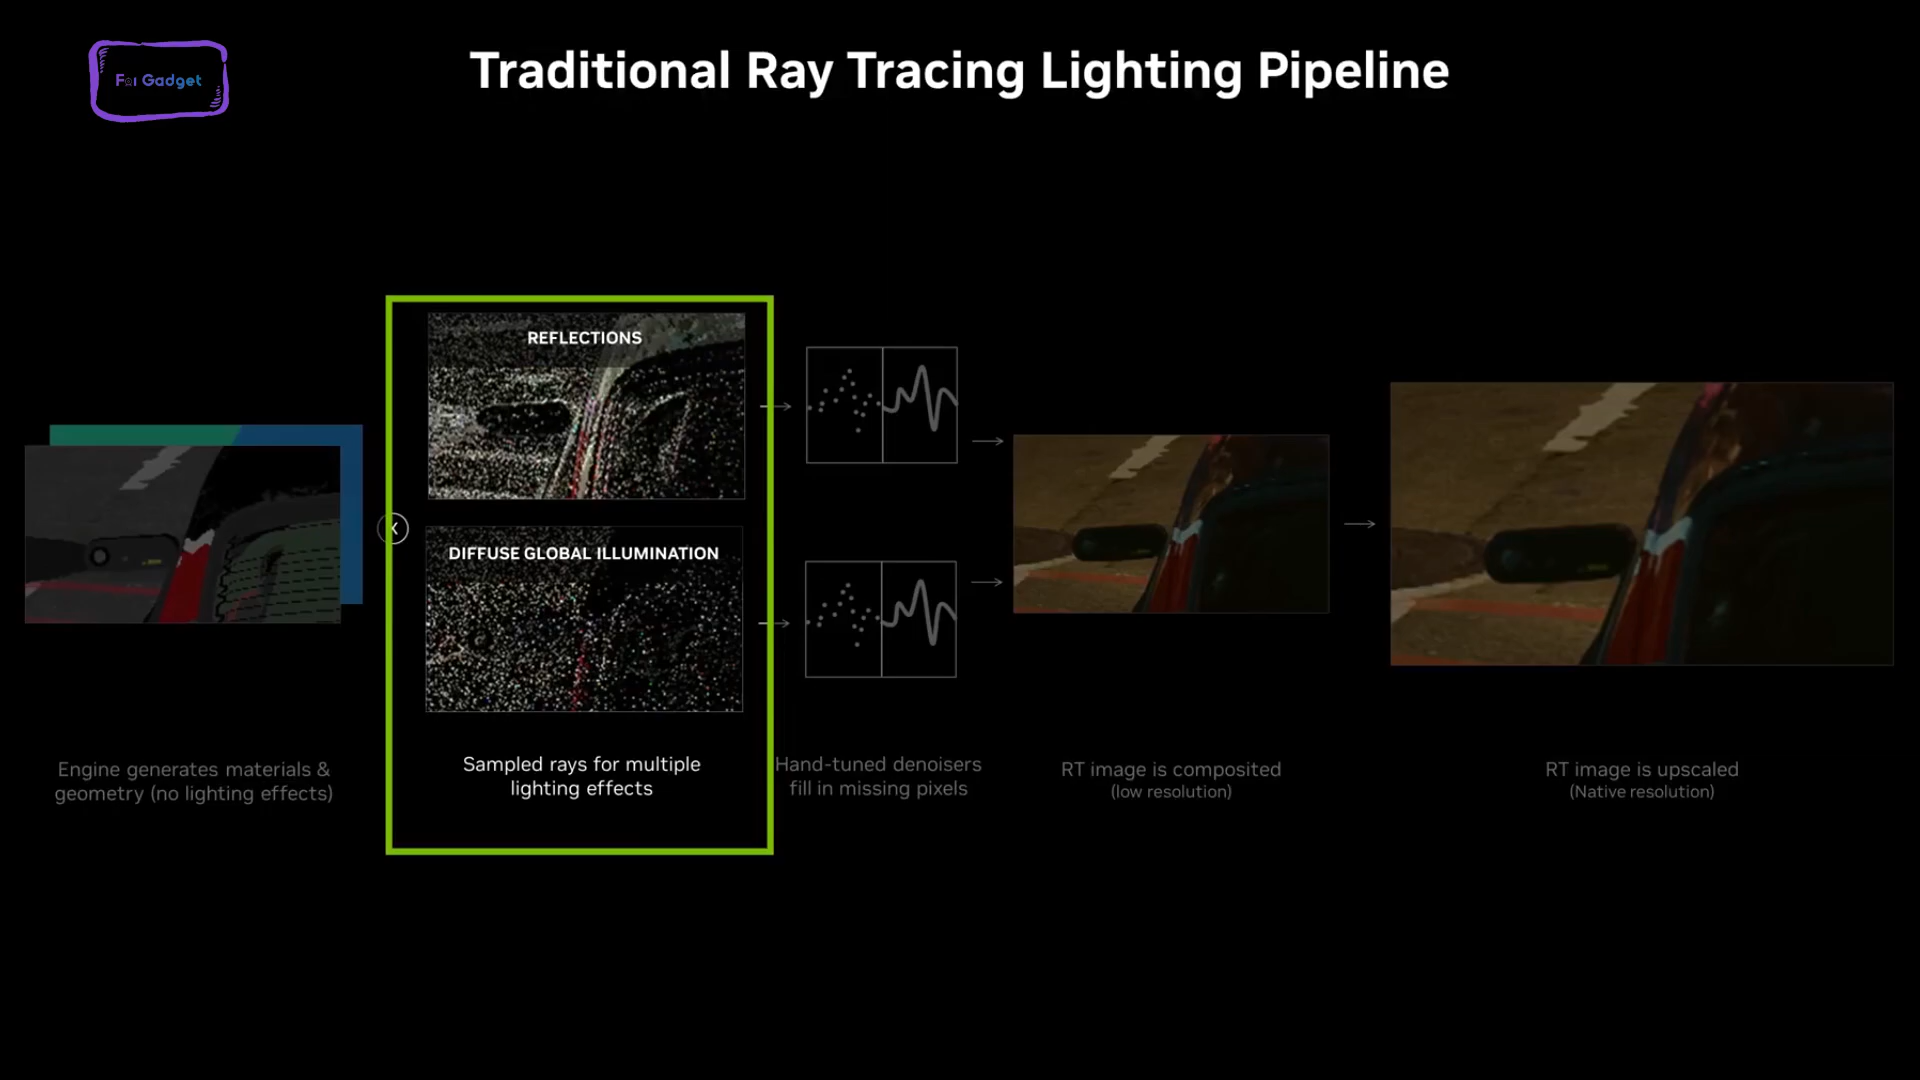 Foi Gadget
Traditional Ray Tracing Lighting Pipeline
REFLECTIONS
DIFFUSE GLOBAL ILLUMINATION
Engine generates materials &
geometry (no lighting effects)
Sampled rays for multiple
lighting effects
Hand-tuned denoisers
fill in missing pixels
RT image is composited
(low resolution)
RT image is upscaled
(Native resolution)